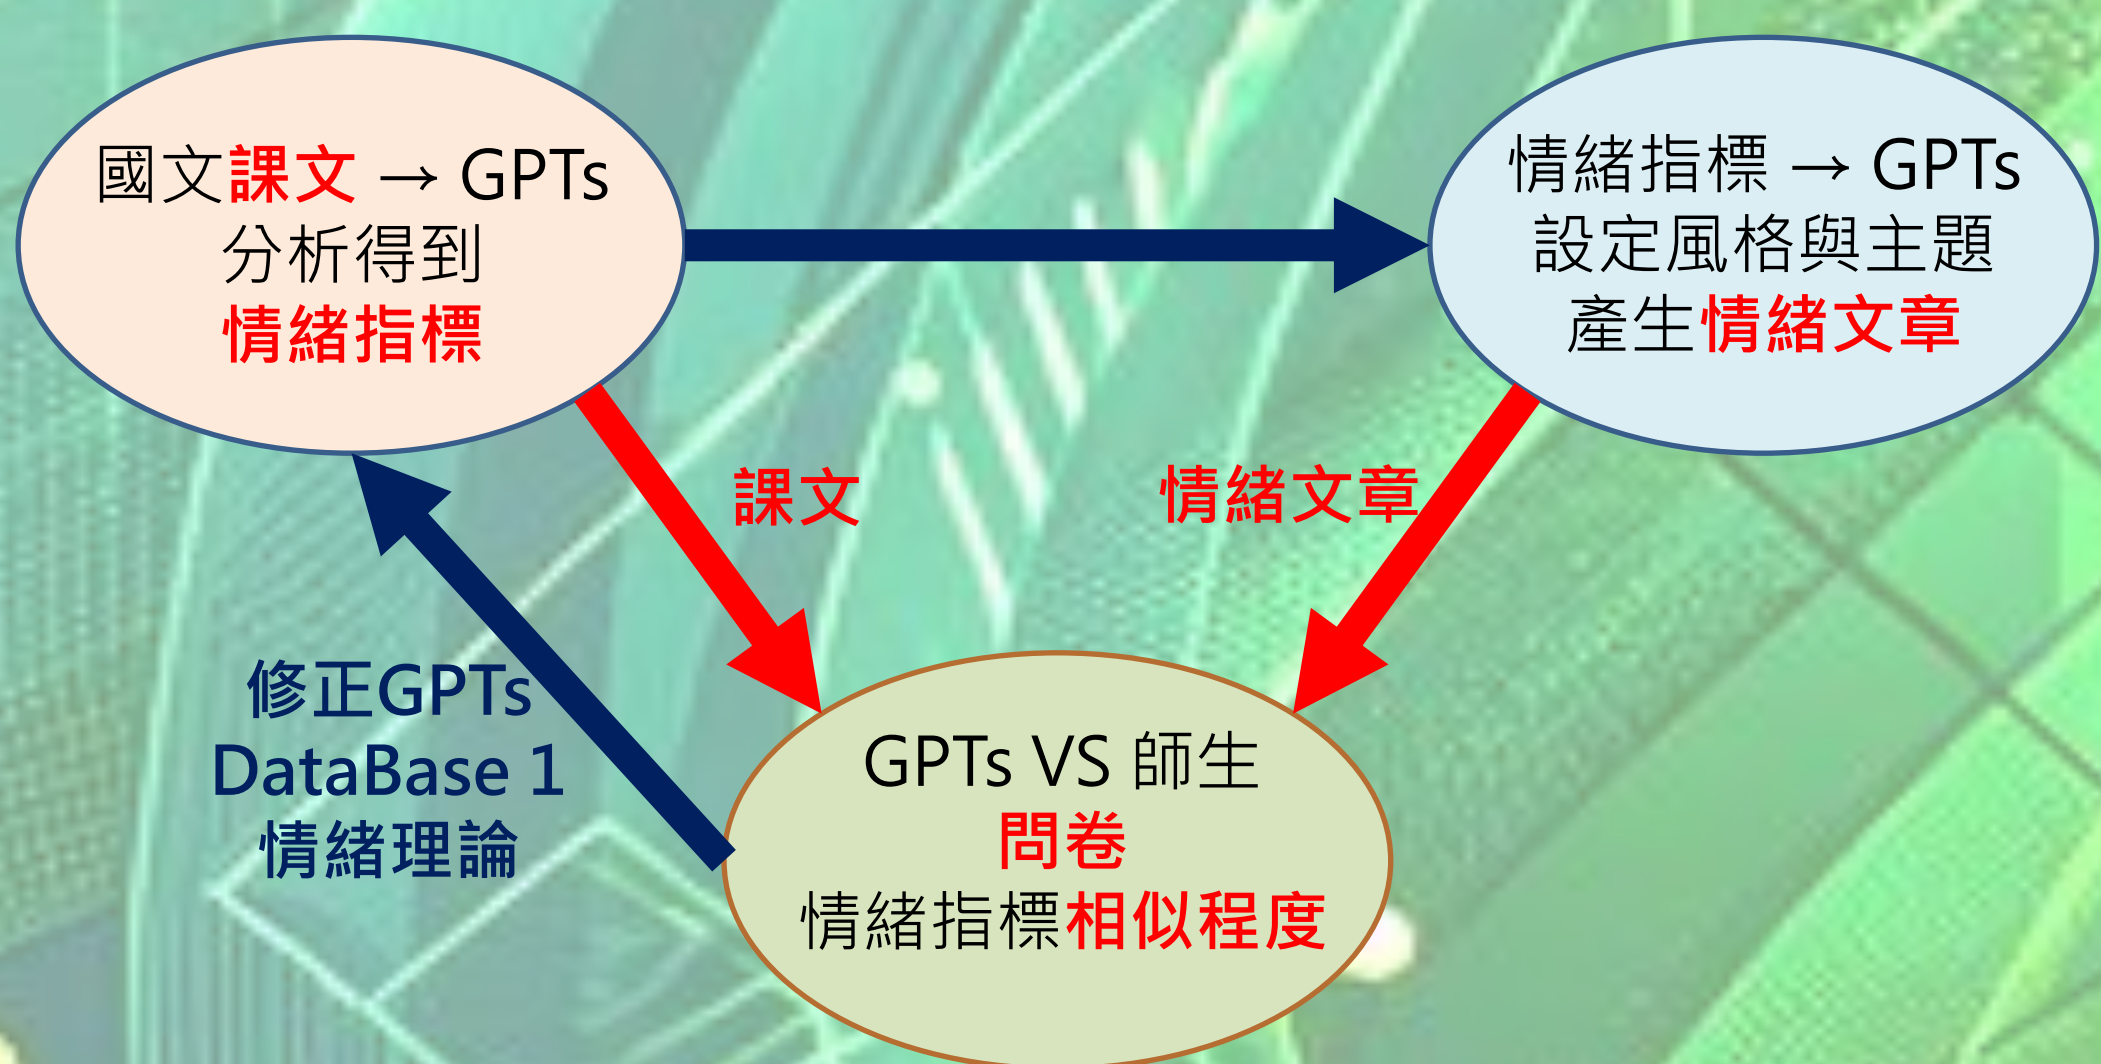 國文課文 → GPTs
分析得到
情緒指標
情緒指標 → GPTs
設定風格與主題
產生情緒文章
課文
情緒文章
修正GPTs
DataBase 1
情緒理論
GPTs VS 師生
問卷
情緒指標相似程度